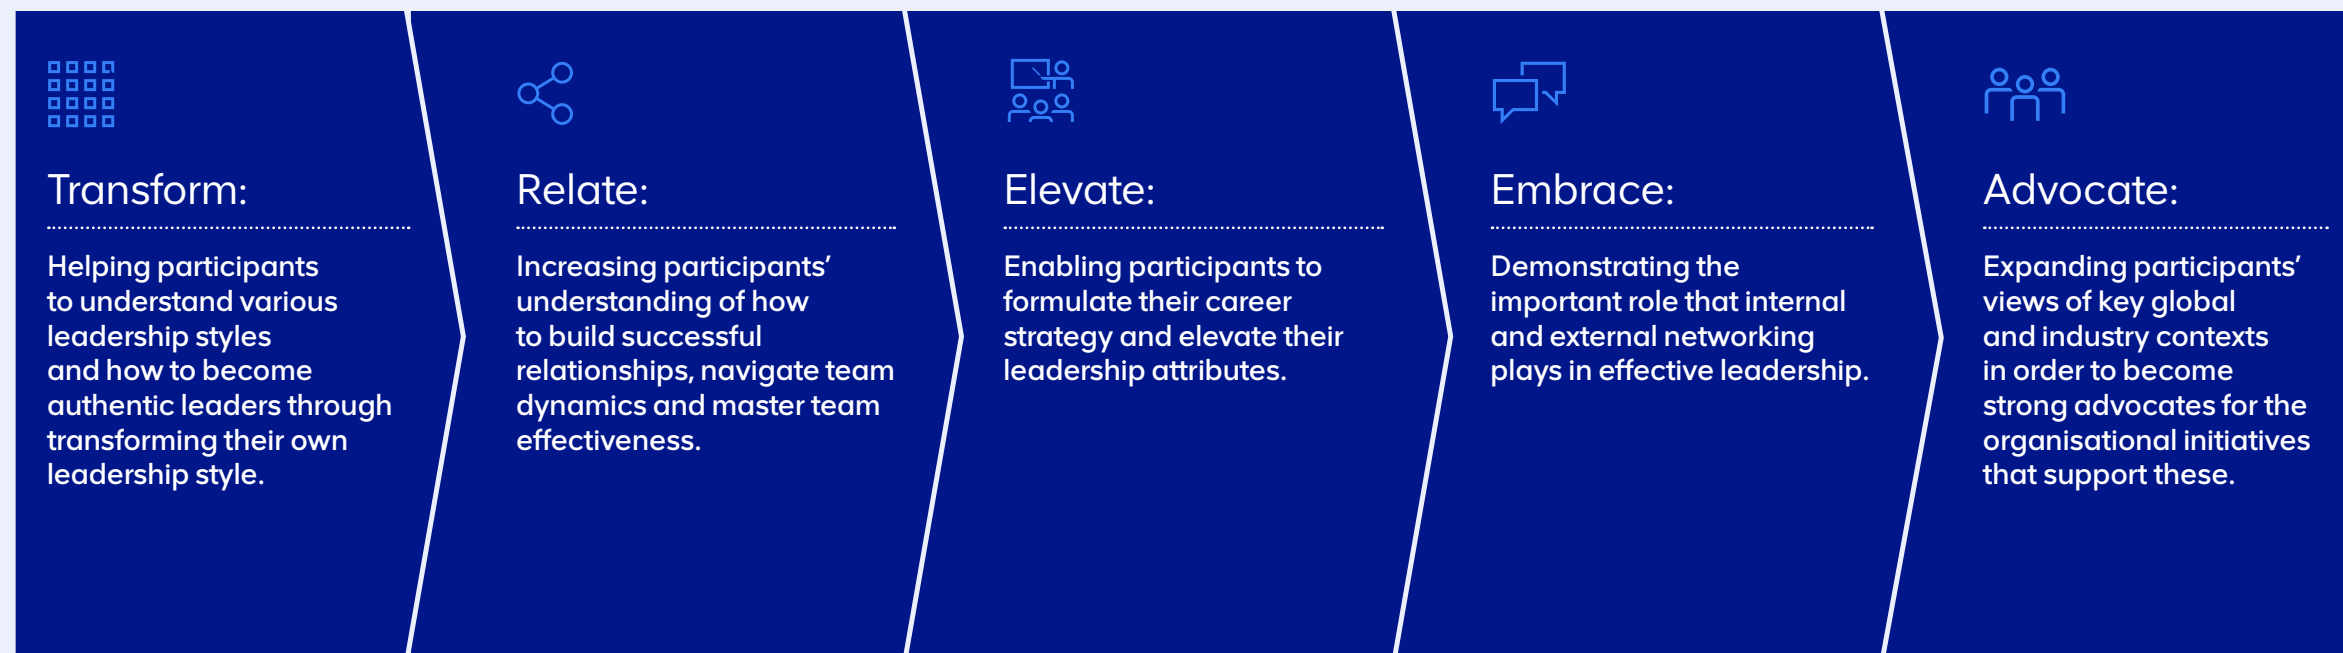 Transform:
Helping participants
to understand various
leadership styles
and how to become
authentic leaders through
transforming their own
leadership style.
Relate:
Increasing participants’
understanding of how
to build successful
relationships, navigate team
dynamics and master team
effectiveness.
Elevate:
Enabling participants to
formulate their career
strategy and elevate their
leadership attributes.
Embrace:
Demonstrating the
important role that internal
and external networking
plays in effective leadership.
Advocate:
Expanding participants’
views of key global
and industry contexts
in order to become
strong advocates for the
organisational initiatives
that support these.